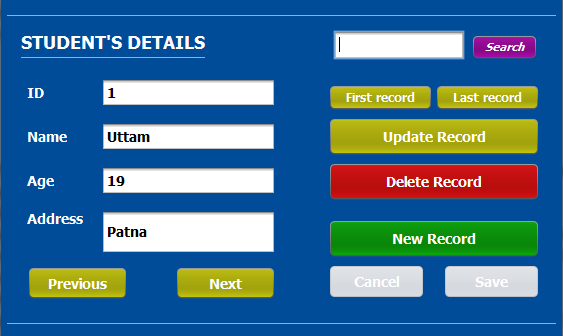 STUDENT'S DETAILS
Search
ID 1
First record Last record
Name Uttam
Update Record
Age 19
Delete Record
Address Patna
New Record
Previous Next
Cancel Save